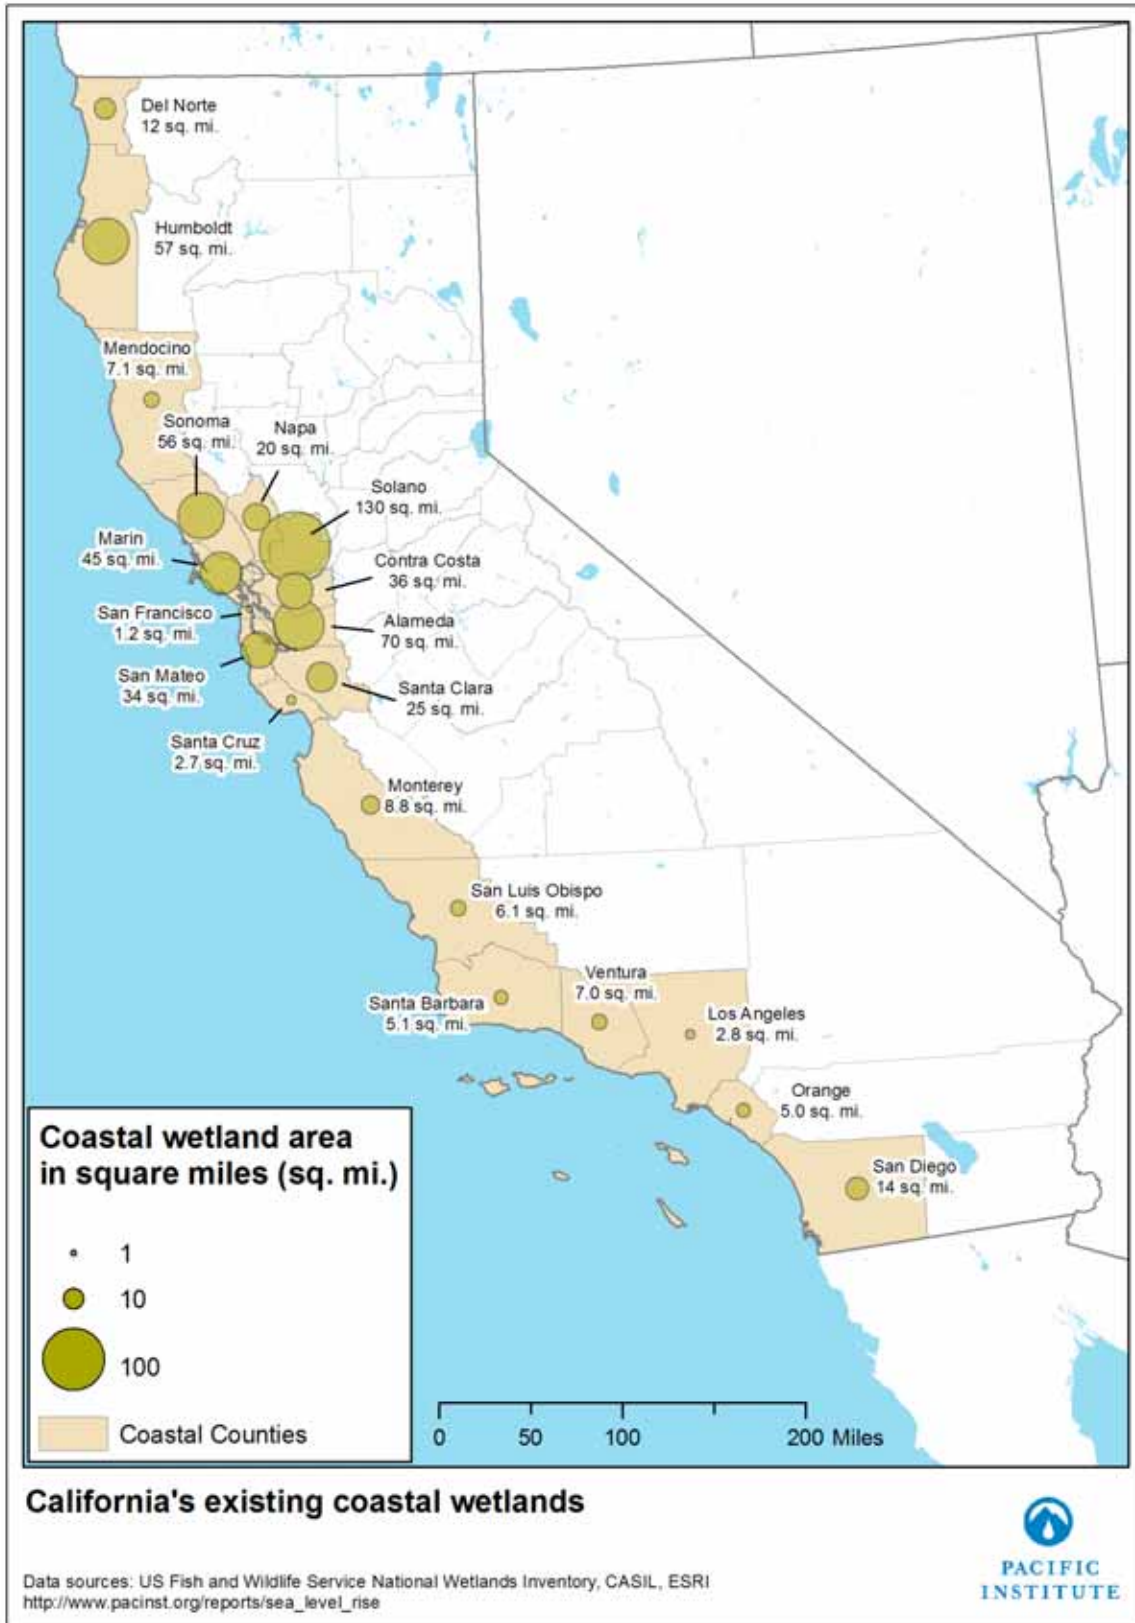 Del Norte
12 sq. mi.
Humboldt
57 sq. mi.
Mendocino
7.1 sq. mi.
Sonoma
56 sq. mi.
Napa
20 sq. mi.
Solano
130 sq. mi.
Marin
45 sq. mi.
Contra Costa
36 sq. mi.
San Francisco
1.2 sq. mi.
Alameda
70 sq. mi.
San Mateo
34 sq. mi.
Santa Clara
25 sq. mi.
Santa Cruz
2.7 sq. mi.
Monterey
8.8 sq. mi.
San Luis Obispo
6.1 sq. mi.
Ventura
7.0 sq. mi.
Santa Barbara
5.1 sq. mi.
Los Angeles
2.8 sq. mi.
Orange
5.0 sq. mi.
San Diego
14 sq. mi.
Coastal wetland area
in square miles (sq. mi.)
1
10
100
Coastal Counties
0 50 100 200 Miles
California's existing coastal wetlands
Data sources: US Fish and Wildlife Service National Wetlands Inventory, CASIL, ESRI
http://www.pacinst.org/reports/sea_level_rise
PACIFIC
INSTITUTE